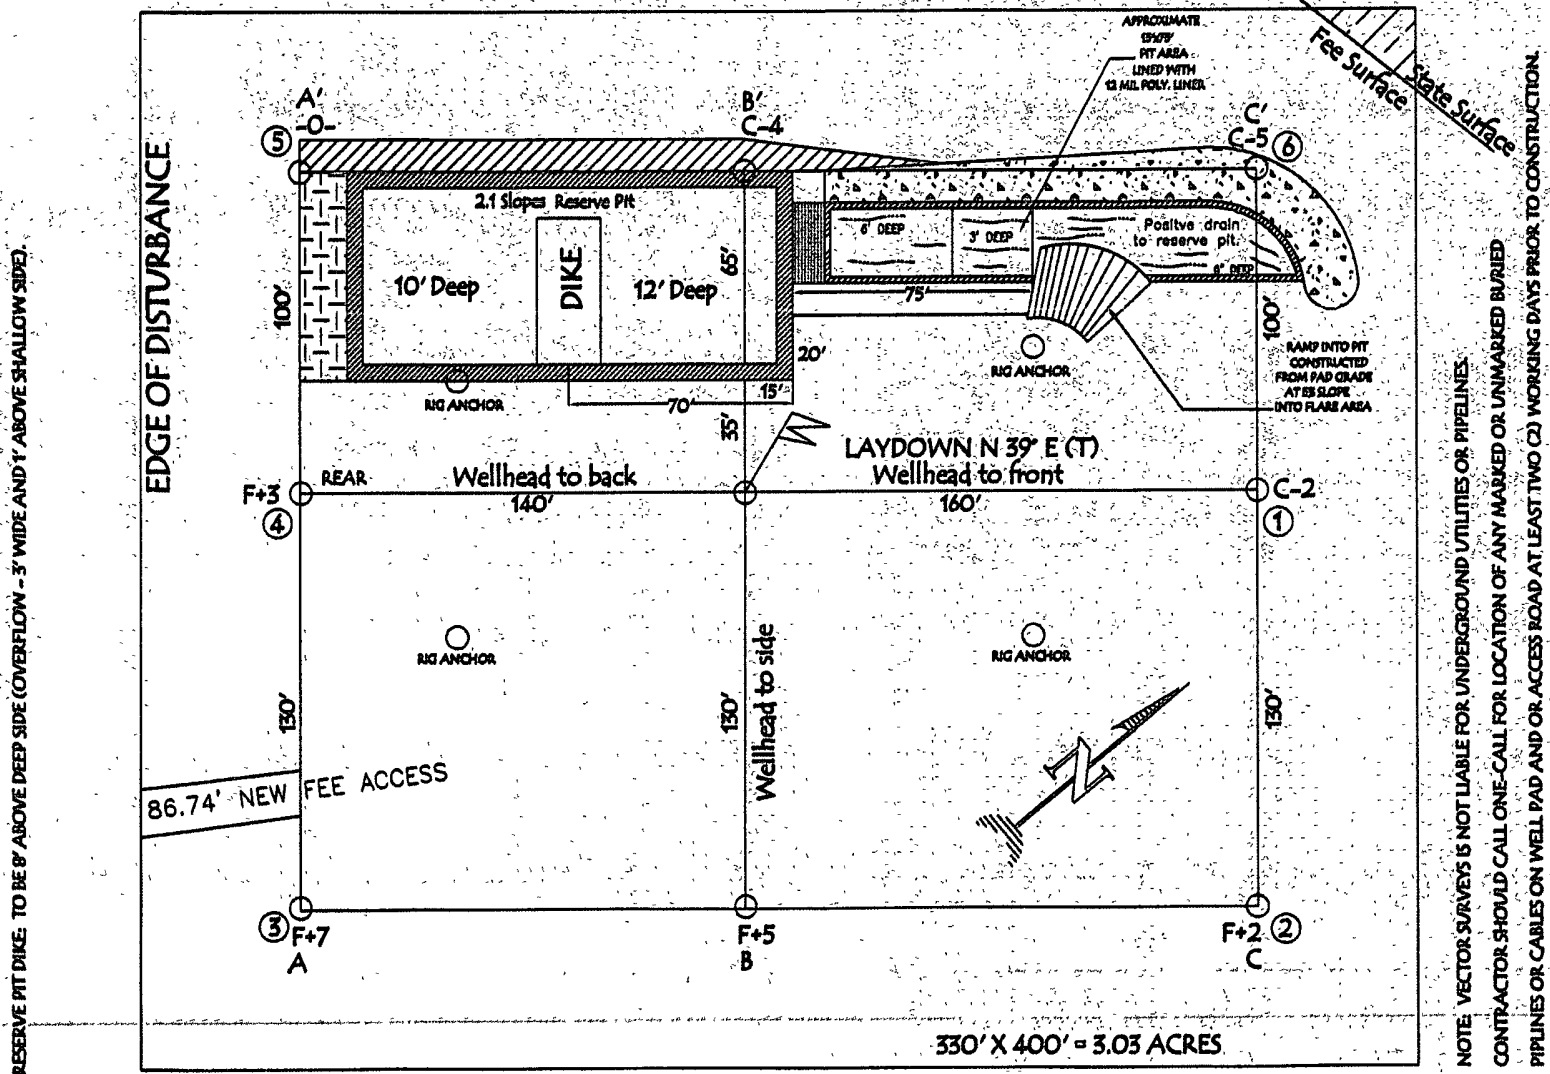 RESERVE PIT DIKE: TO BE 8' ABOVE DEEP SIDE (OVERFLOW - 3' WIDE AND 1' ABOVE SHALLOW SIDE).
EDGE OF DISTURBANCE
APPROXIMATE
PIT AREA
LINED WITH
12 MIL POLY. LINER
Fee Surface
State Surface
A'
-0-
5
B'
C-4
C'
C-5
6
2.1 Slopes Reserve Pit
10' Deep
DIKE
12' Deep
65'
100'
6' DEEP
3' DEEP
Positve drain
to reserve pit.
75'
100'
20'
15'
70'
35'
RIG ANCHOR
RIG ANCHOR
RAMP INTO PIT
CONSTRUCTED
FROM PAD GRADE
INTO FLARE AREA
LAYDOWN N 39° E (T)
REAR
Wellhead to back
Wellhead to front
F+3
4
140'
160'
C-2
1
RIG ANCHOR
RIG ANCHOR
130'
130'
Wellhead to side
130'
N
86.74' NEW FEE ACCESS
3
F+7
A
F+5
B
F+2
2
C
330' X 400' = 3.03 ACRES
NOTE: VECTOR SURVEYS IS NOT LIABLE FOR UNDERGROUND UTILITIES OR PIPELINES.
CONTRACTOR SHOULD CALL ONE-CALL FOR LOCATION OF ANY MARKED OR UNMARKED BURIED
PIPLINES OR CABLES ON WELL PAD AND OR ACCESS ROAD AT LEAST TWO (2) WORKING DAYS PRIOR TO CONSTRUCTION.